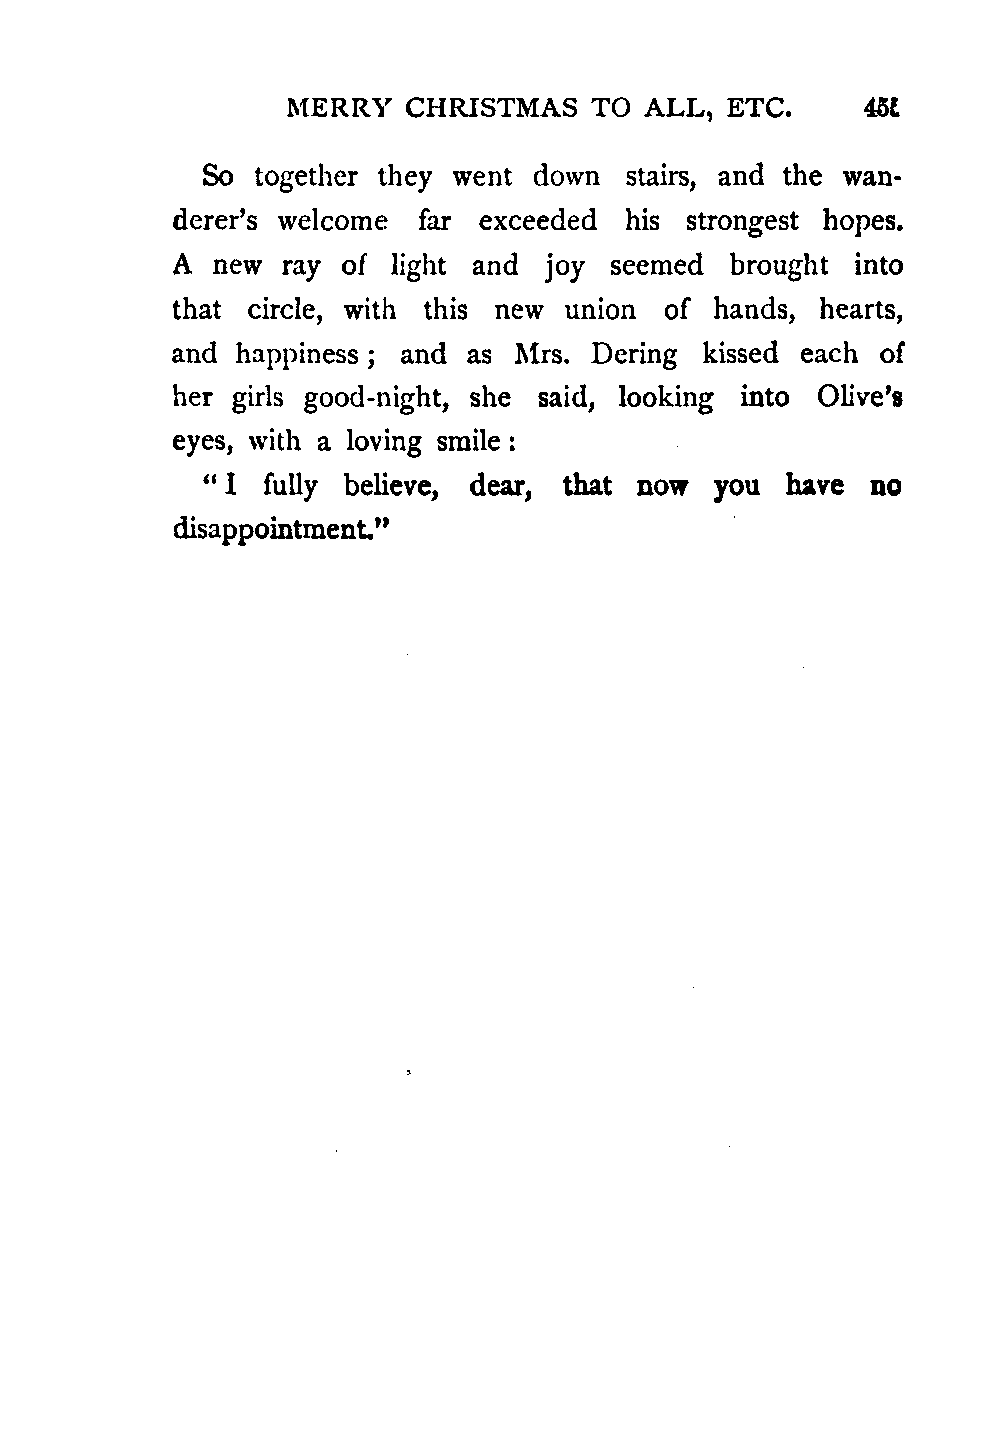 MERRY CHRISTMAS TO ALL, ETC. 451
So together they went down stairs, and the wan-
derer's welcome far exceeded his strongest hopes.
A new ray of light and joy seemed brought into
that circle, with this new union of hands, hearts,
and happiness ; and as Mrs. Dering kissed each of
her girls good-night, she said, looking into Olive's
eyes, with a loving smile :
" I fully believe, dear, that now you have no
disappointment."